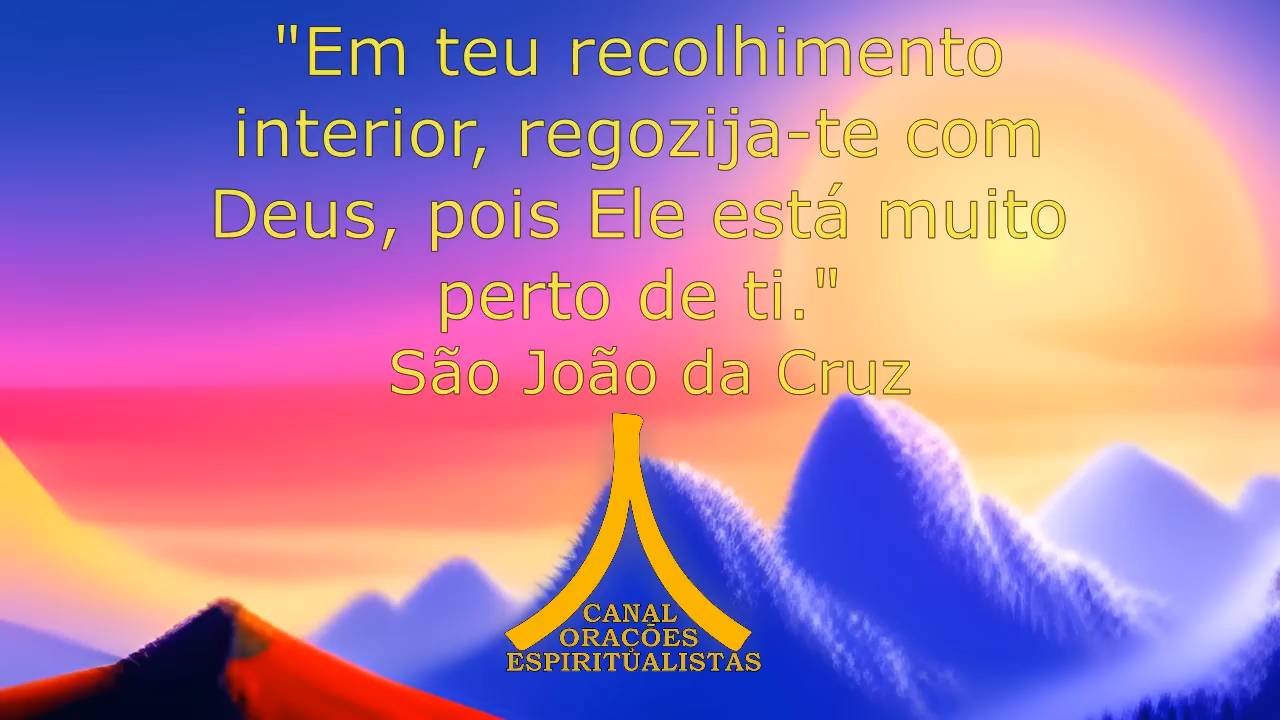 "Em teu recolhimento
interior, regozija-te com
Deus, pois Ele está muito
perto de ti."
São João da Cruz
CANAL
ORAÇÕES
ESPIRITUALISTAS